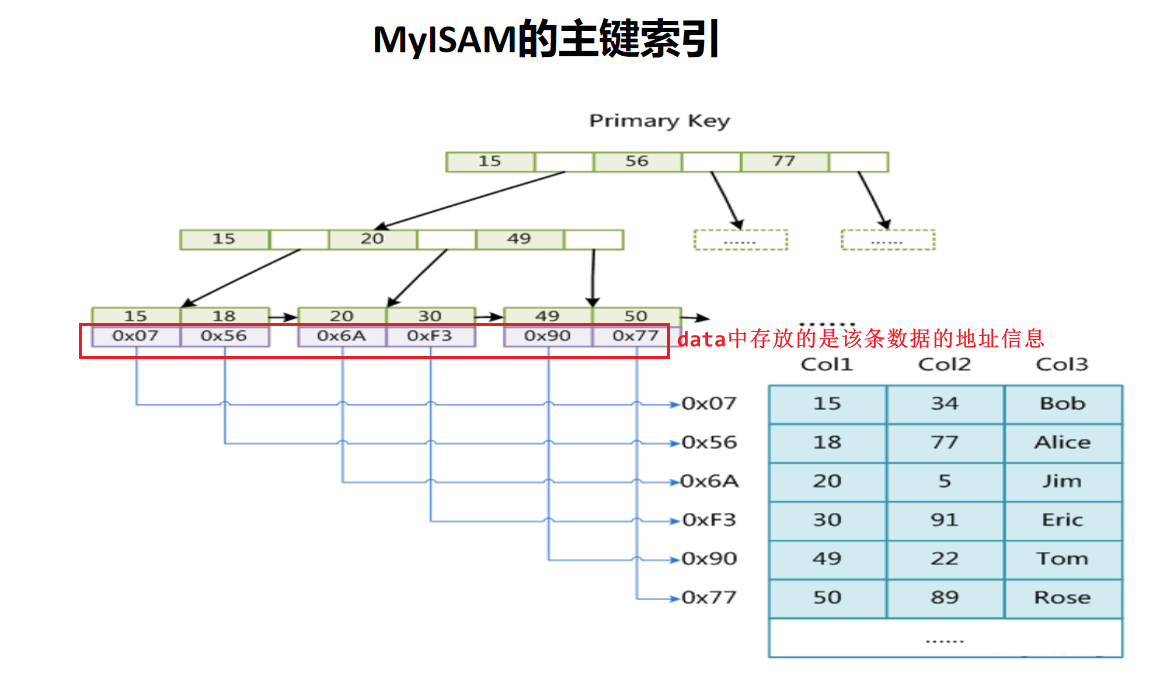 MyISAM的主键索引
Primary Key
15 56 77
15 20 49 ...... ......
15 18 20 30 49 50 ......
0x07 0x56 0x6A 0xF3 0x90 0x77 data中存放的是该条数据的地址信息
Col1 Col2 Col3
0x07 15 34 Bob
0x56 18 77 Alice
0x6A 20 5 Jim
0xF3 30 91 Eric
0x90 49 22 Tom
0x77 50 89 Rose
......